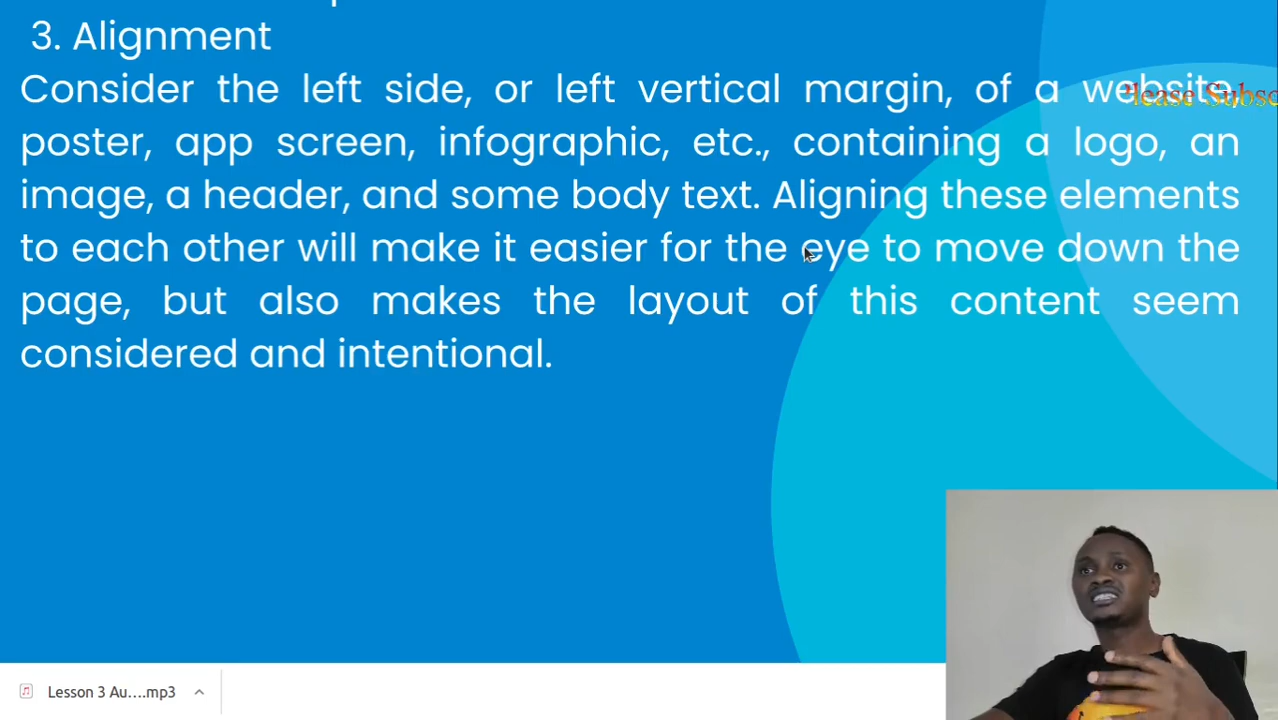 3. Alignment
Consider the left side, or left vertical margin, of a website,
poster, app screen, infographic, etc., containing a logo, an
image, a header, and some body text. Aligning these elements
to each other will make it easier for the eye to move down the
page, but also makes the layout of this content seem
considered and intentional.
Lesson 3 Au....mp3